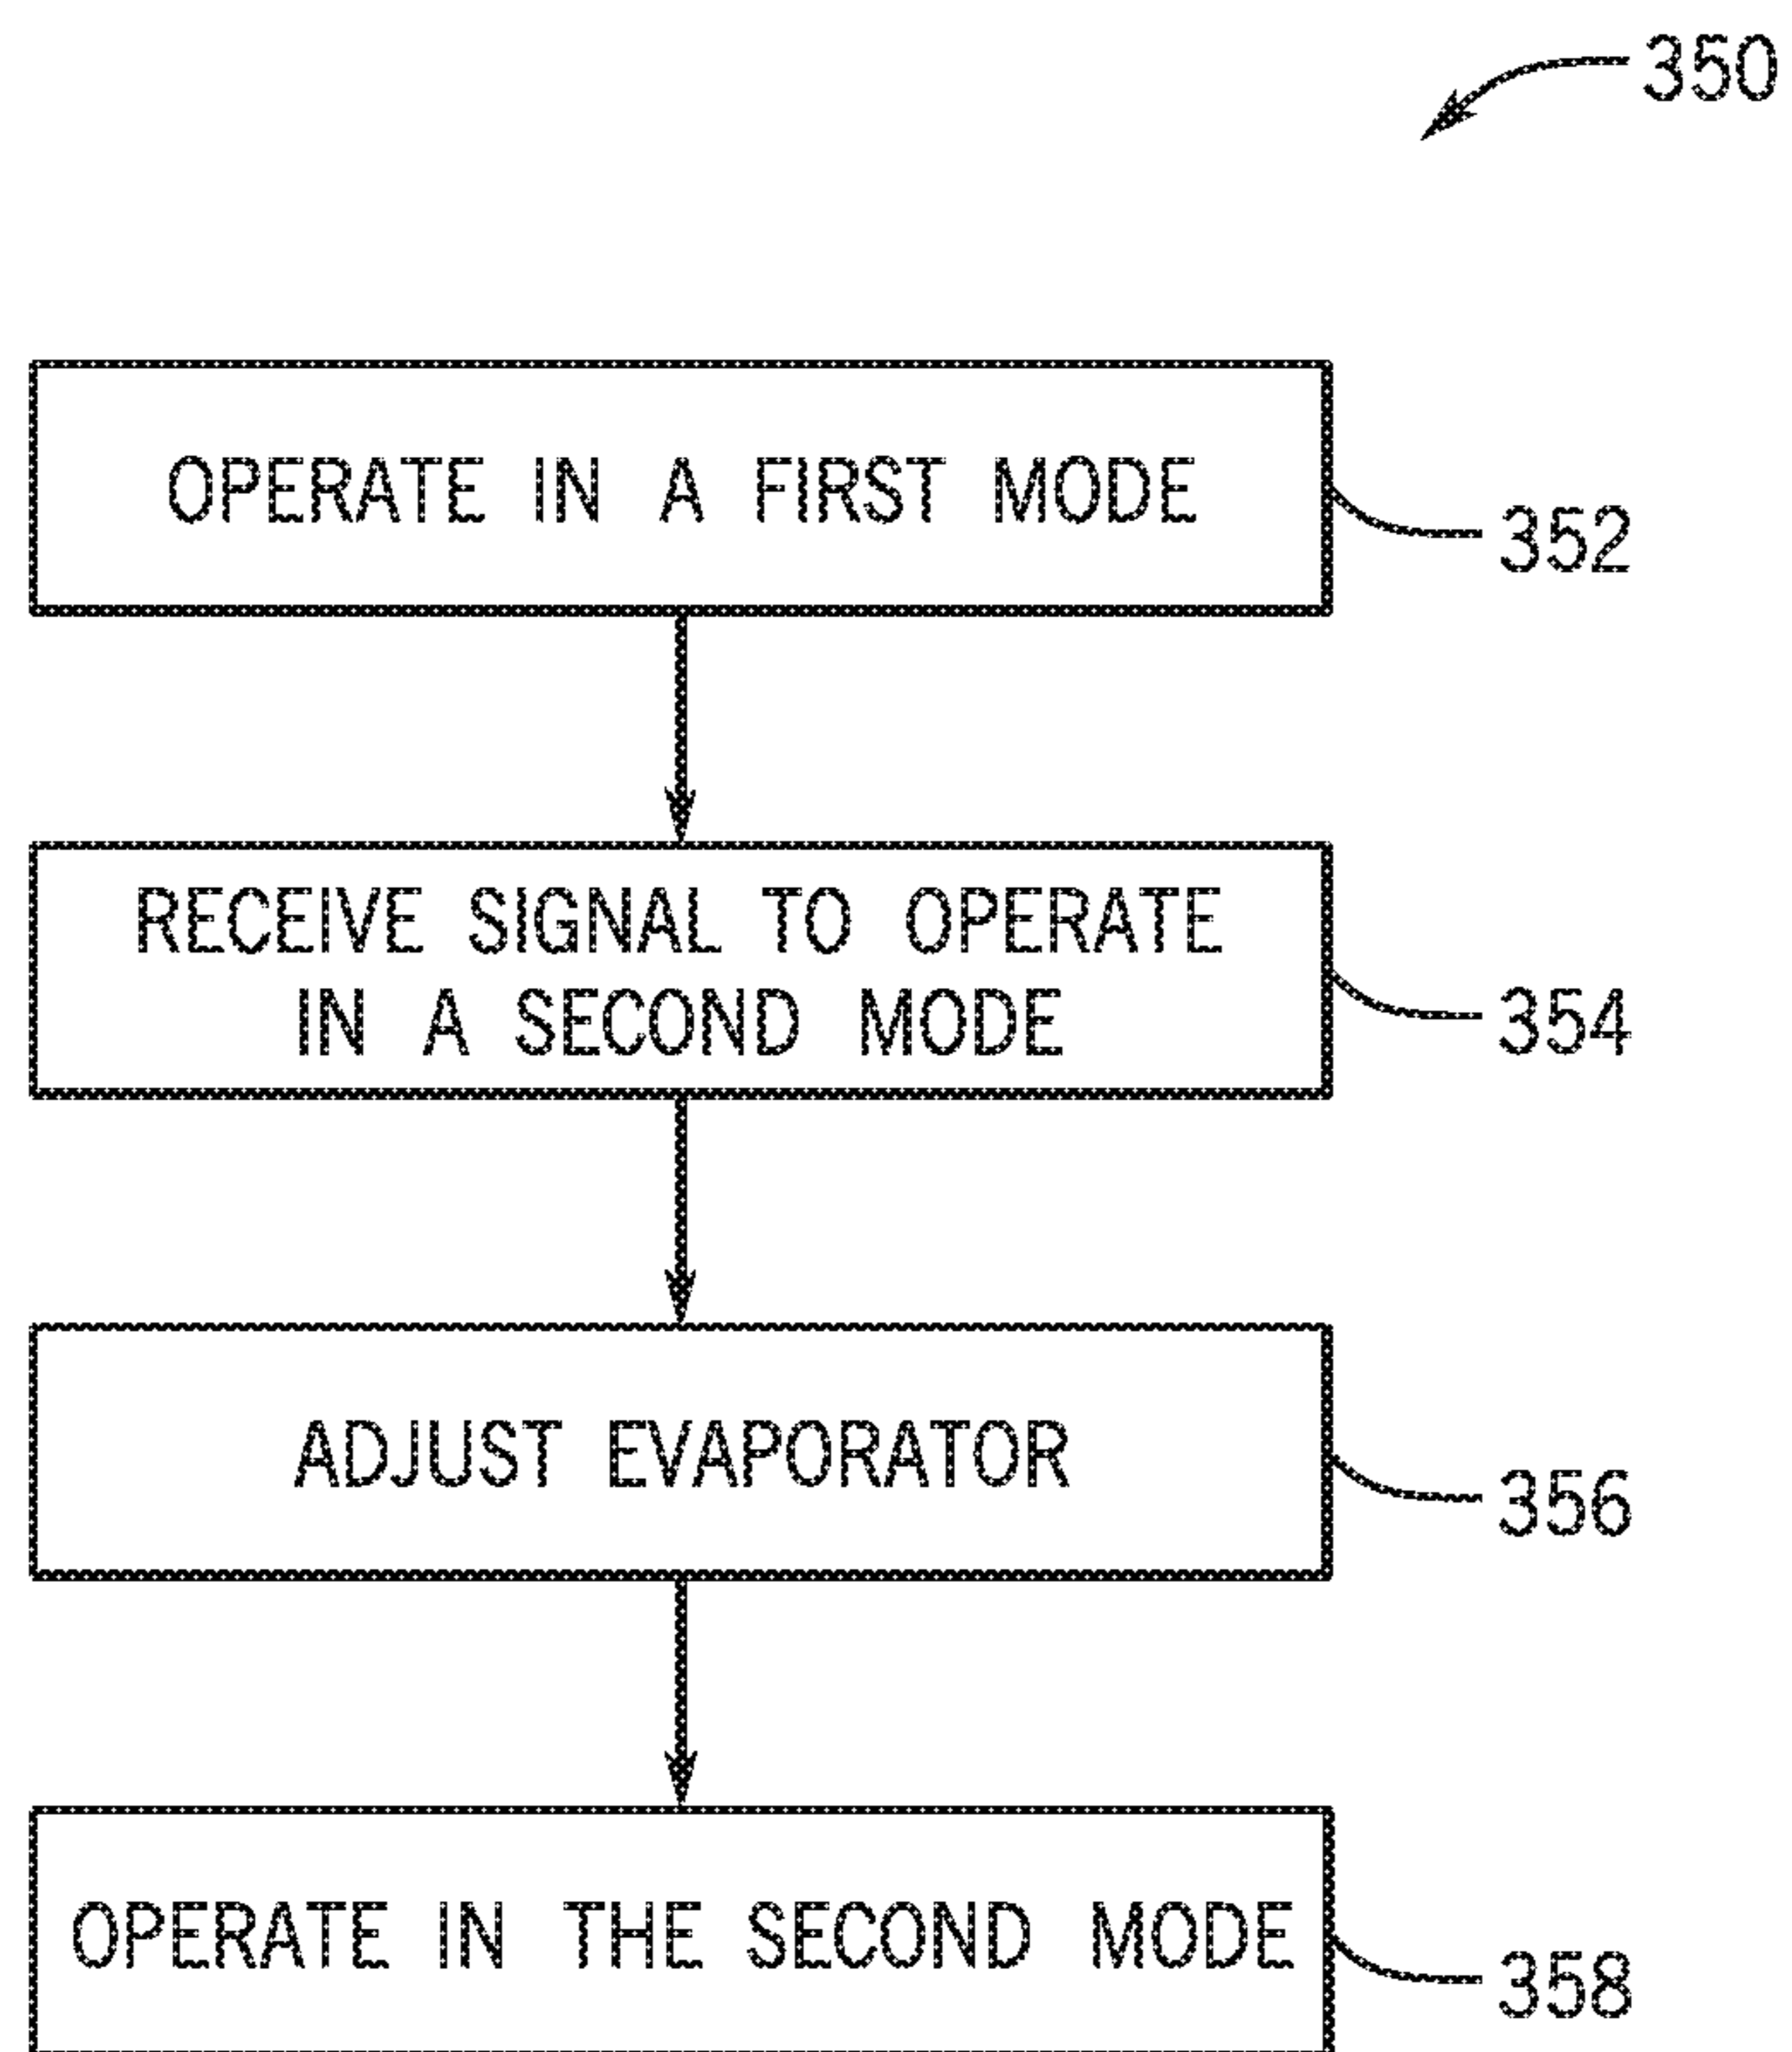 350
OPERATE IN A FIRST MODE
352
RECEIVE SIGNAL TO OPERATE
IN A SECOND MODE
354
ADJUST EVAPORATOR
356
OPERATE IN THE SECOND MODE
358